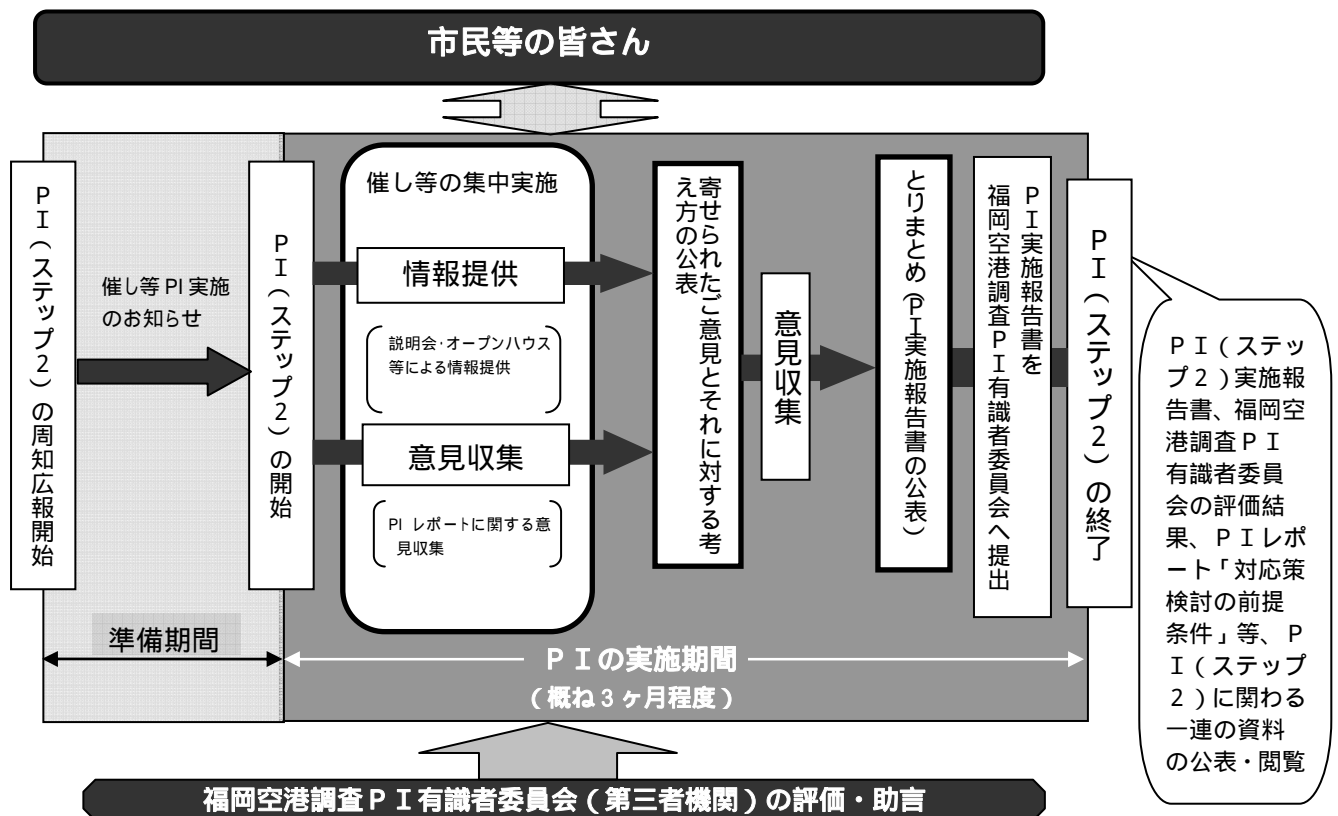 市民等の皆さん
PI(ステップ2)の周知広報開始
催し等 PI 実施
のお知らせ
PI(ステップ2)の開始
催し等の集中実施
情報提供
説明会・オープンハウス
等による情報提供
意見収集
PI レポートに関する意
見収集
寄せられたご意見とそれに対する考
え方の公表
意見収集
とりまとめ(PI実施報告書の公表)
PI実施報告書を
福岡空港調査PI有識者委員会へ提出
PI(ステップ2)の終了
PI(ステッ
プ2)実施報
告書、福岡空
港調査PI
有識者委員
会の評価結
果、PIレポ
ート「対応策
検討の前提
条件」等、P
I(ステップ
2)に関わる
一連の資料
の公表・閲覧
準備期間
PIの実施期間
(概ね3ヶ月程度)
福岡空港調査PI有識者委員会(第三者機関)の評価・助言